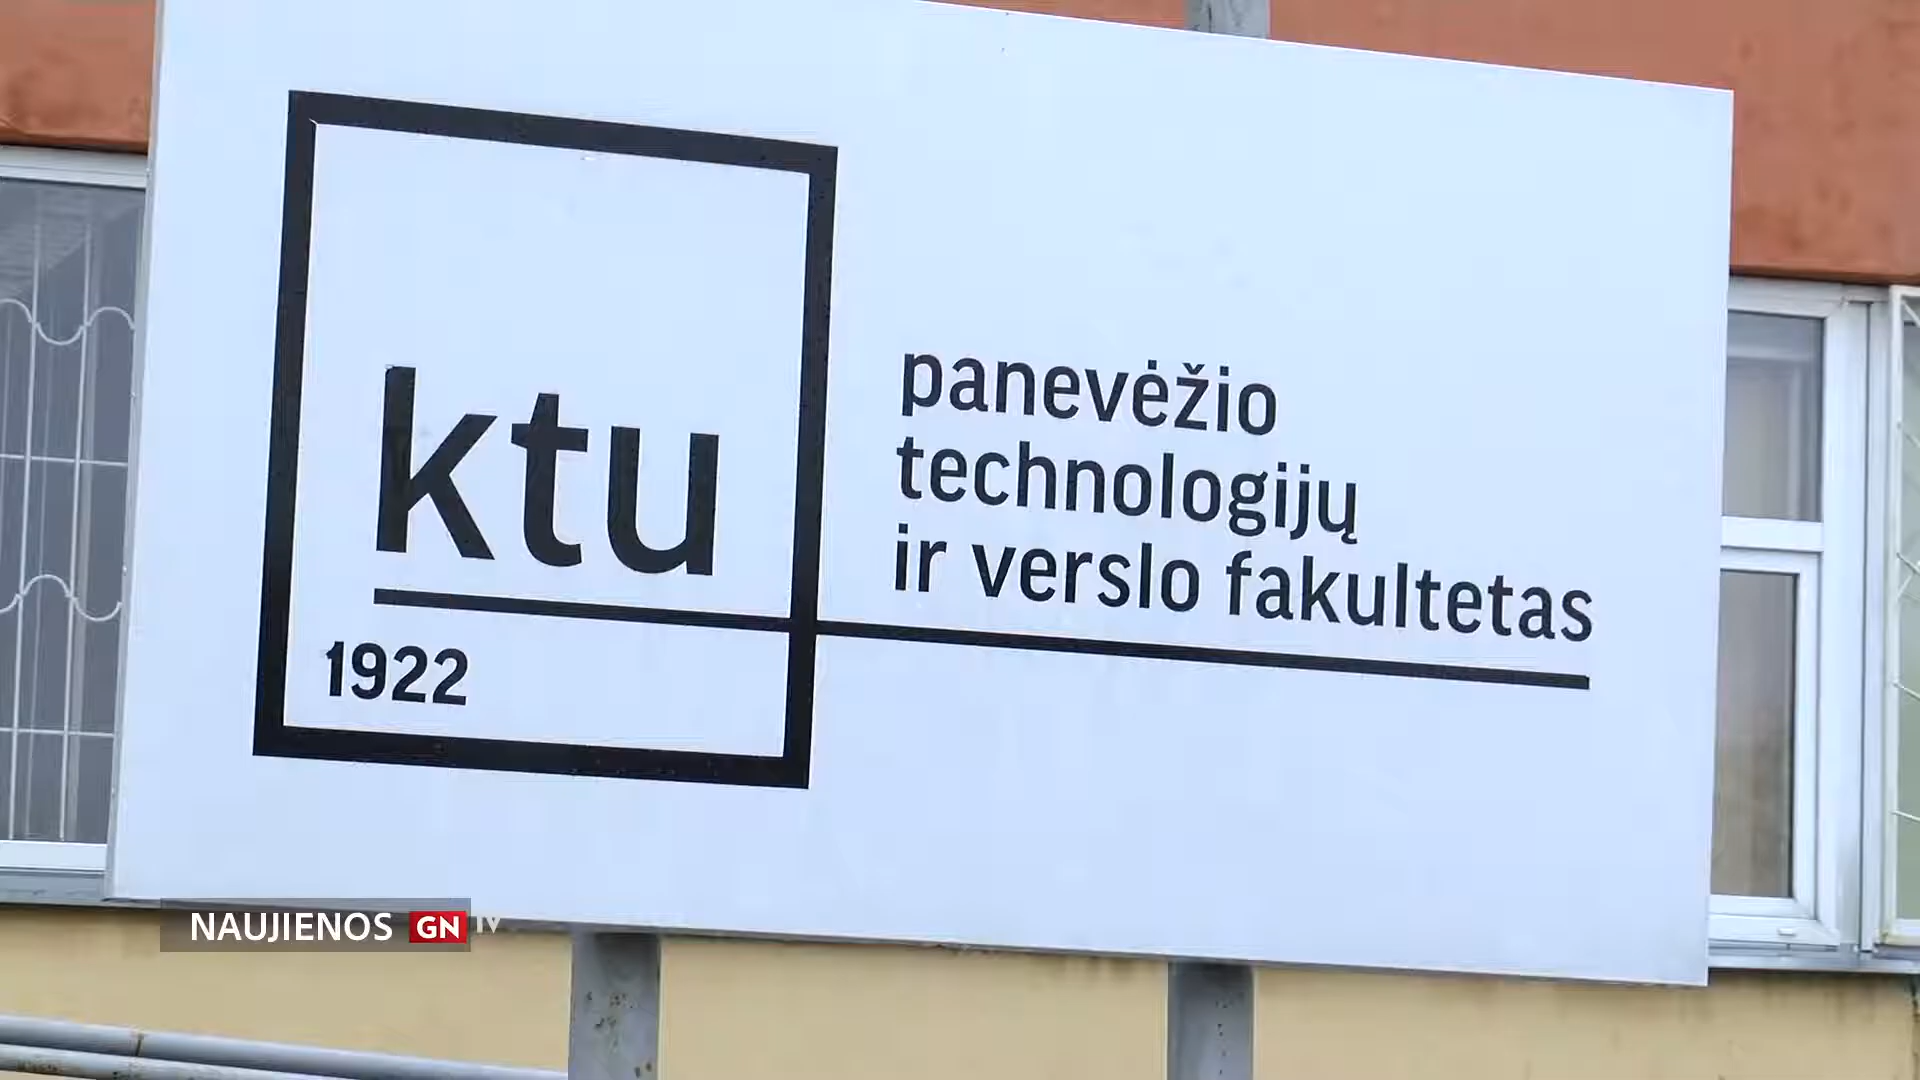 ktu
1922
panevėžio
technologijų
ir verslo fakultetas
NAUJIENOS GN TV